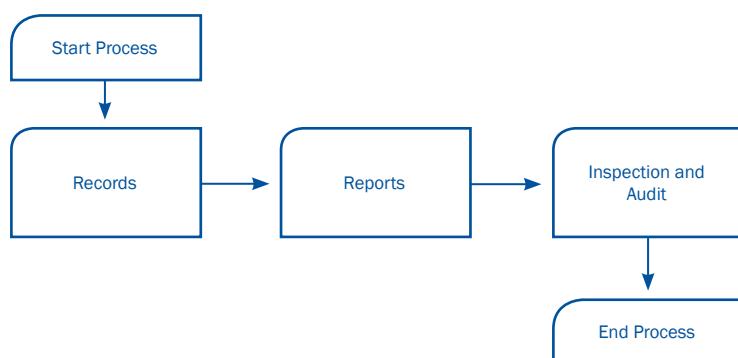 Start Process
Records
Reports
Inspection and
Audit
End Process